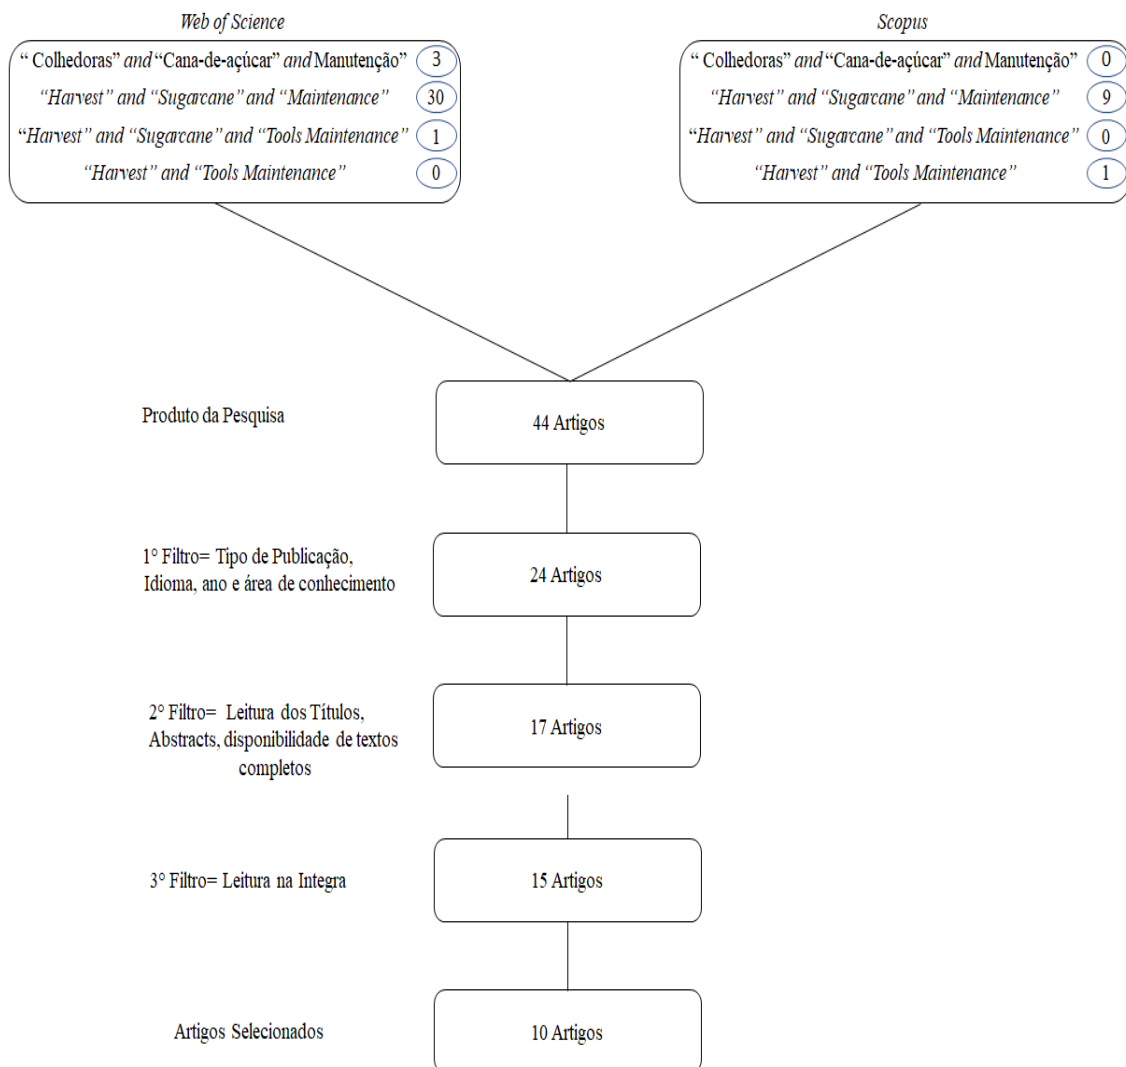 Web of Science
“ Colhedoras” and “Cana-de-açúcar” and Manutenção” 3
“Harvest” and “Sugarcane” and “Maintenance” 30
“Harvest” and “Sugarcane” and “Tools Maintenance” 1
“Harvest” and “Tools Maintenance” 0
Scopus
“ Colhedoras” and “Cana-de-açúcar” and Manutenção” 0
“Harvest” and “Sugarcane” and “Maintenance” 9
“Harvest” and “Sugarcane” and “Tools Maintenance” 0
“Harvest” and “Tools Maintenance” 1
Produto da Pesquisa
44 Artigos
1° Filtro= Tipo de Publicação,
Idioma, ano e área de conhecimento
24 Artigos
2° Filtro= Leitura dos Títulos,
Abstracts, disponibilidade de textos
completos
17 Artigos
3° Filtro= Leitura na Integra
15 Artigos
Artigos Selecionados
10 Artigos